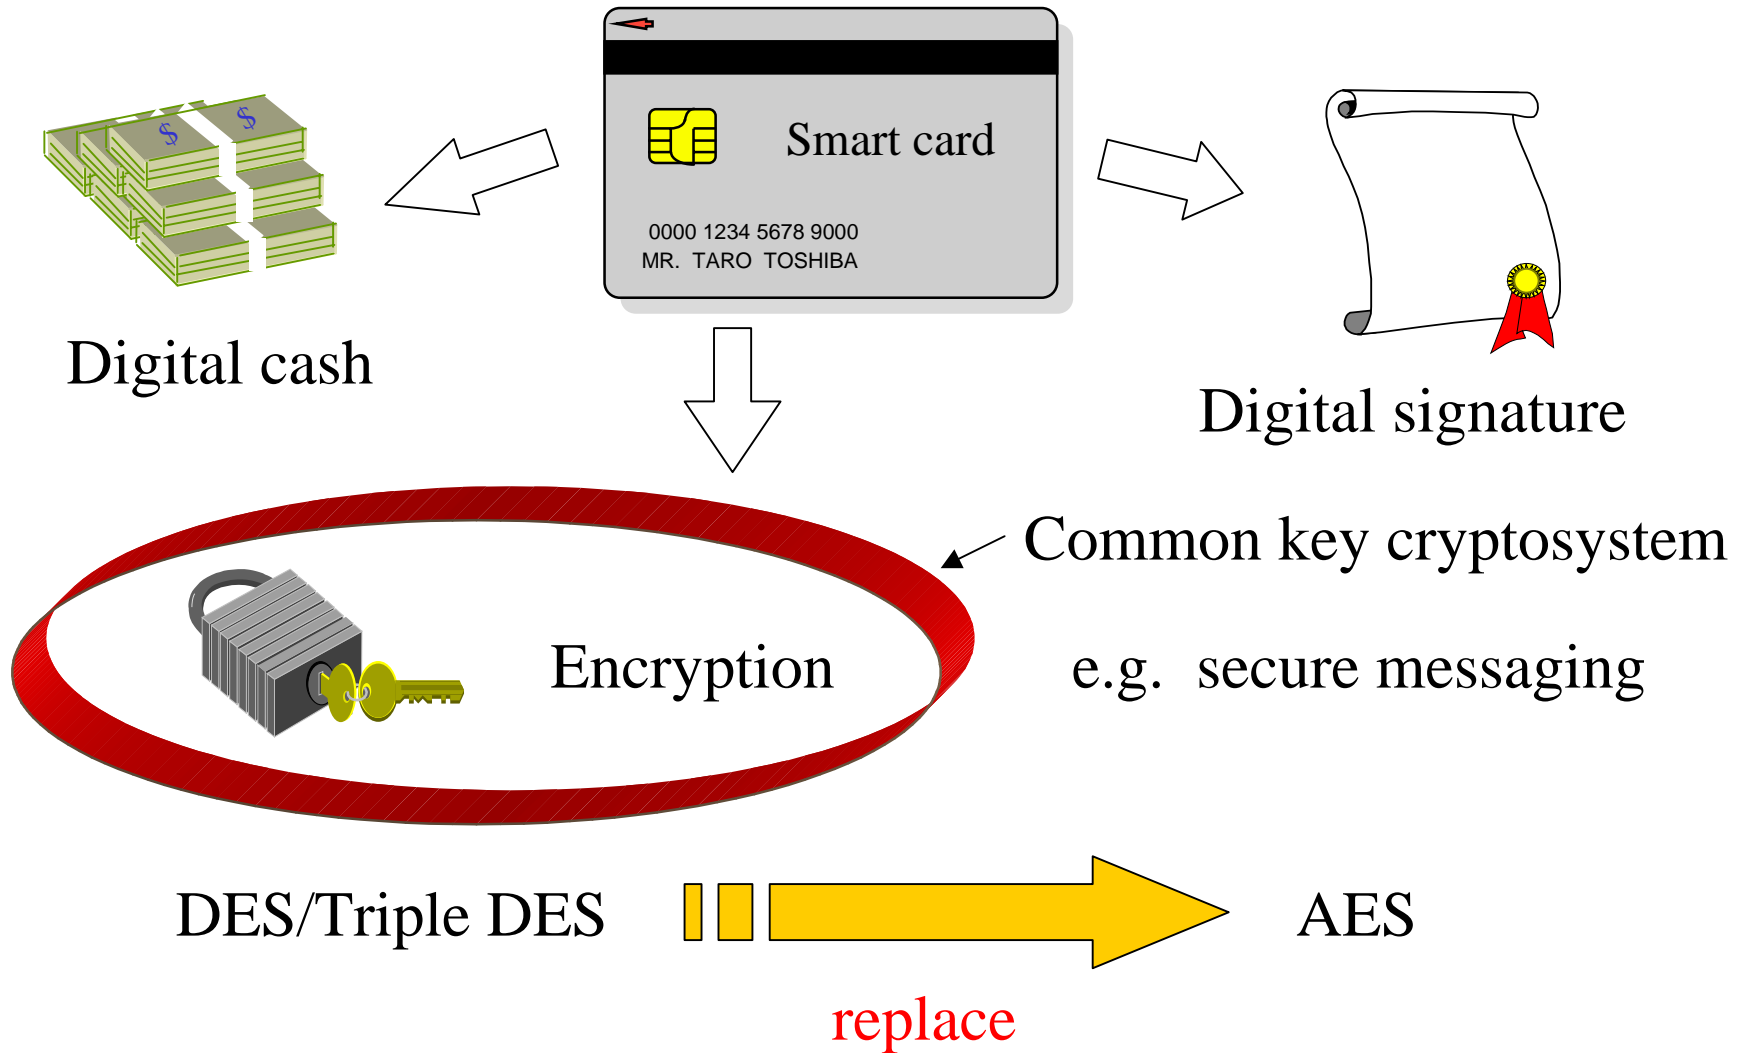 Smart card
0000 1234 5678 9000
MR. TARO TOSHIBA
$ $
Digital cash
Digital signature
Common key cryptosystem
Encryption
e.g. secure messaging
DES/Triple DES
AES
replace